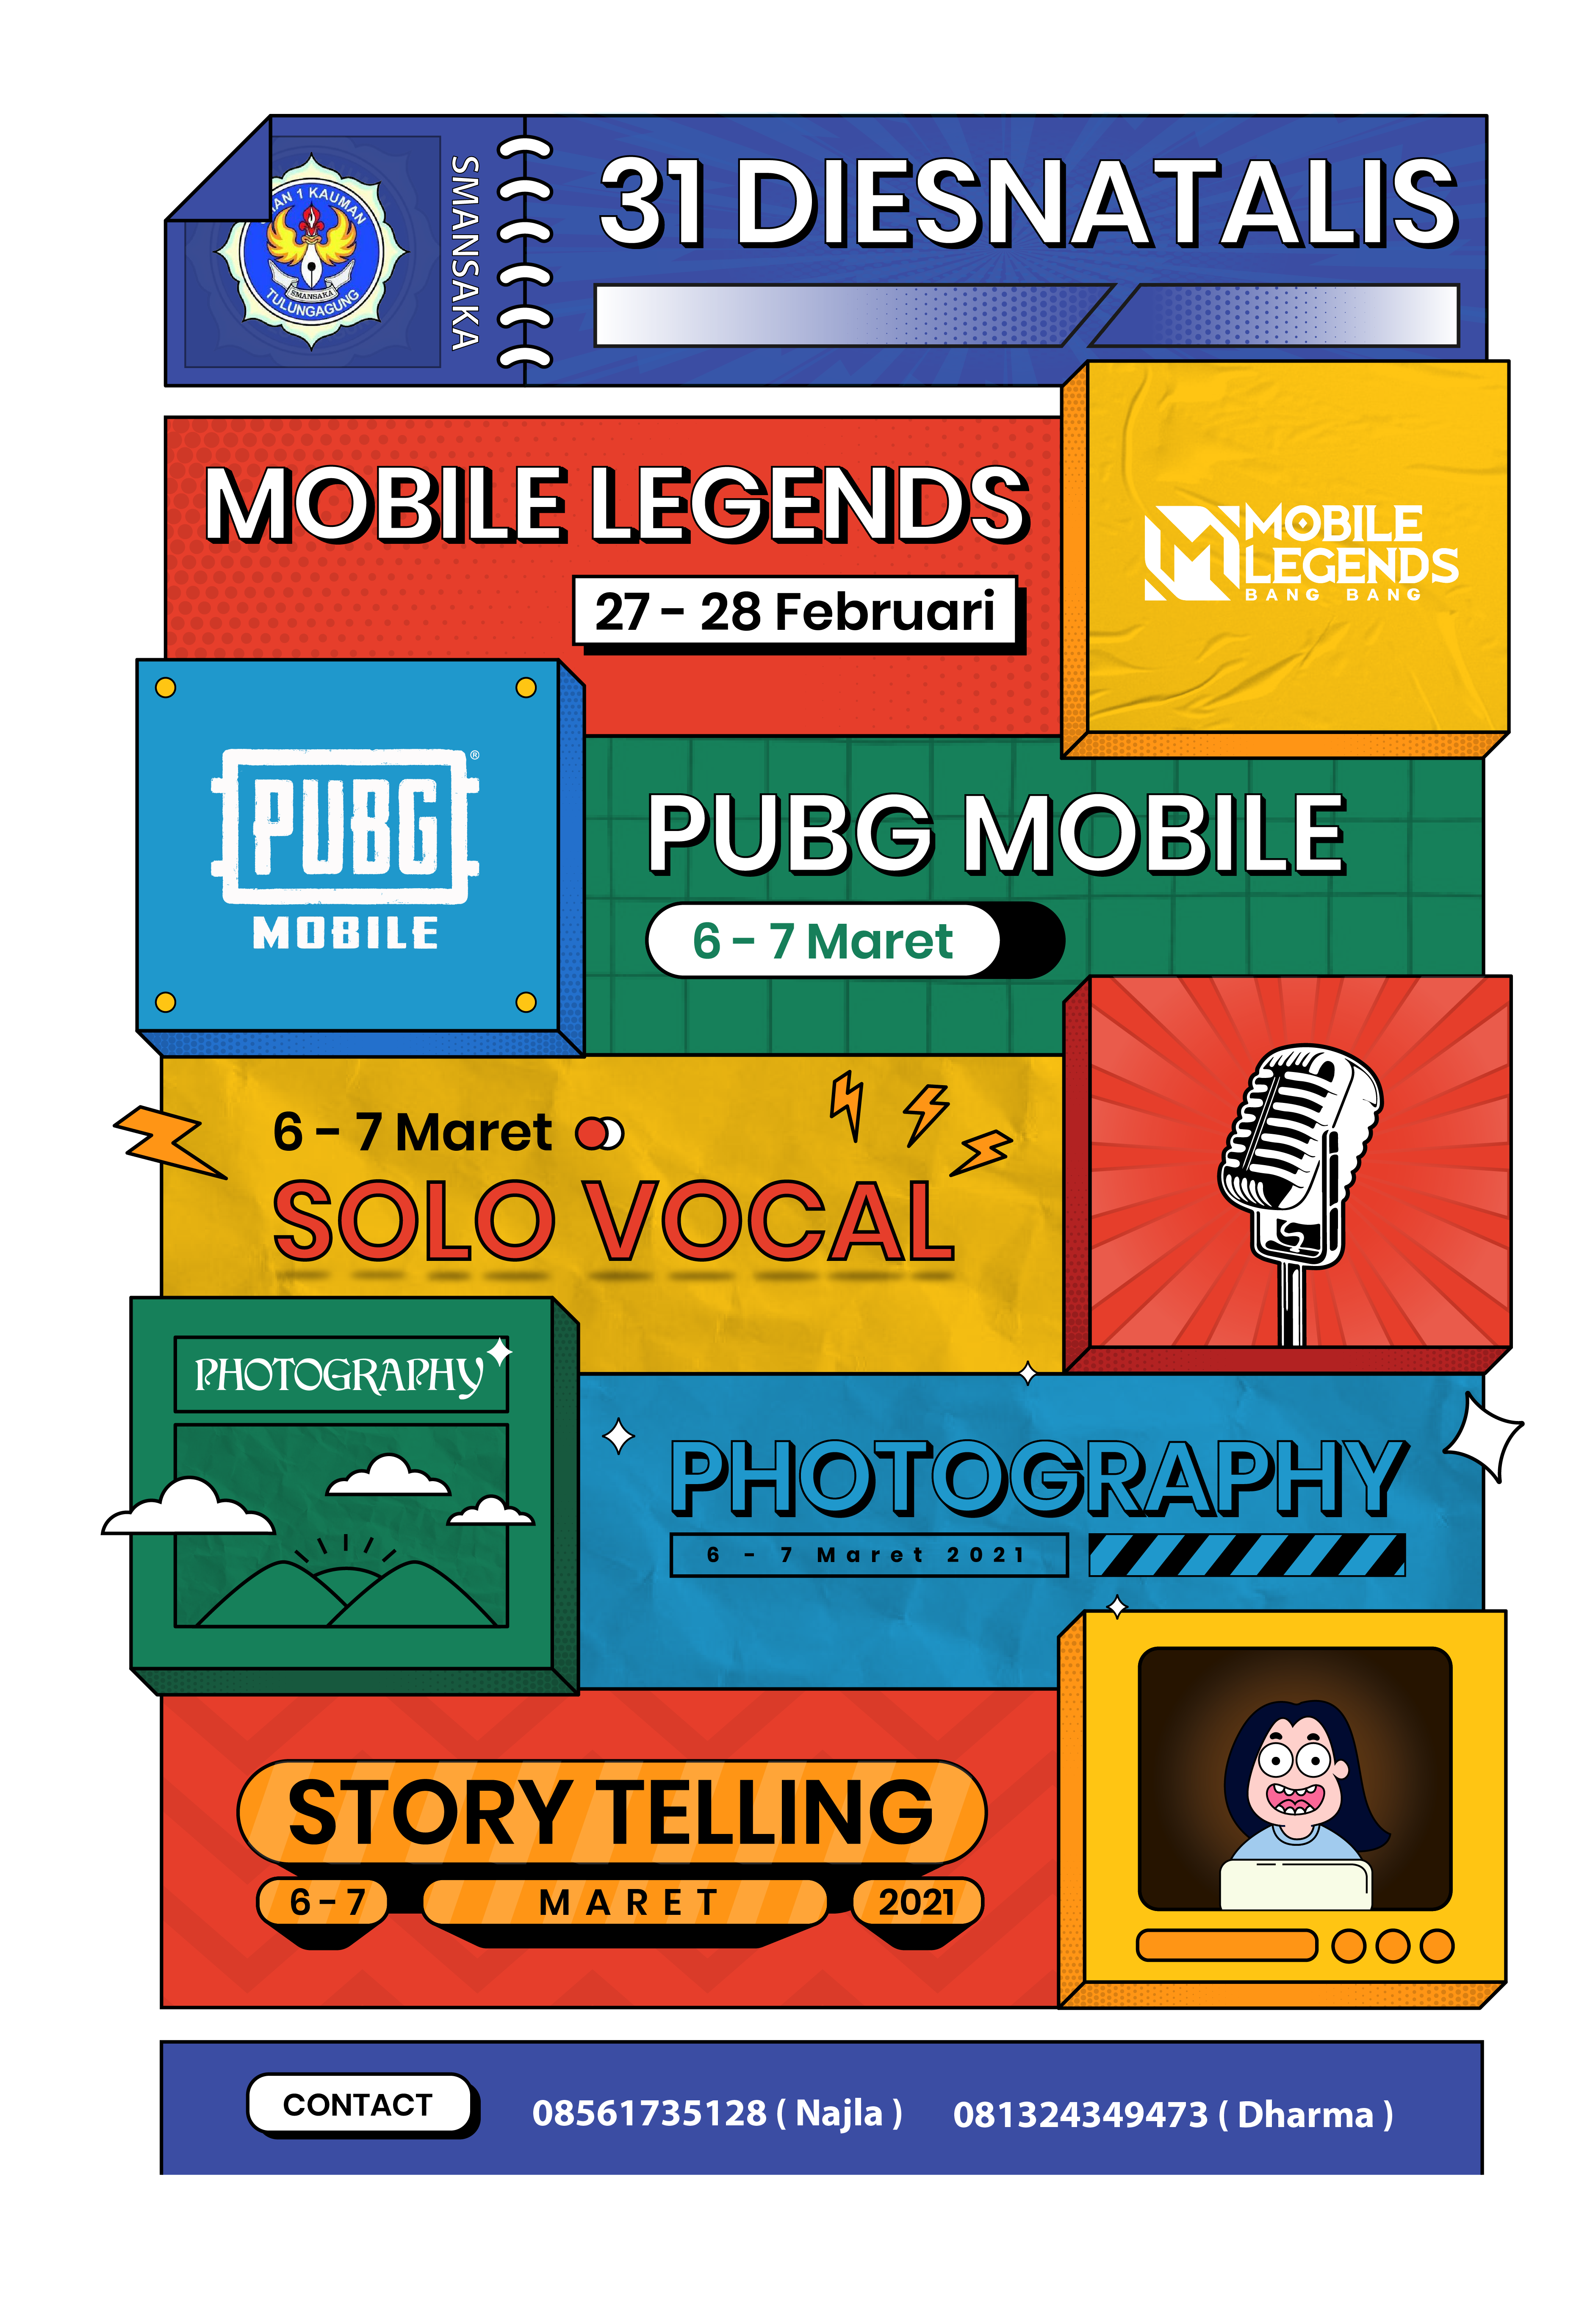 1 KAUMAN
SMANSAKA
TULUNGAGUNG
SMANSAKA
31 DIESNATALIS
MOBILE LEGENDS
27 - 28 Februari
MOBILE
LEGENDS
BANG BANG
PUBG
®
MOBILE
PUBG MOBILE
6 - 7 Maret
6 - 7 Maret
SOLO VOCAL
PHOTOGRAPHY
PHOTOGRAPHY
6 - 7 Maret 2021
STORY TELLING
6 - 7 MARET 2021
CONTACT
08561735128 ( Najla ) 081324349473 ( Dharma )